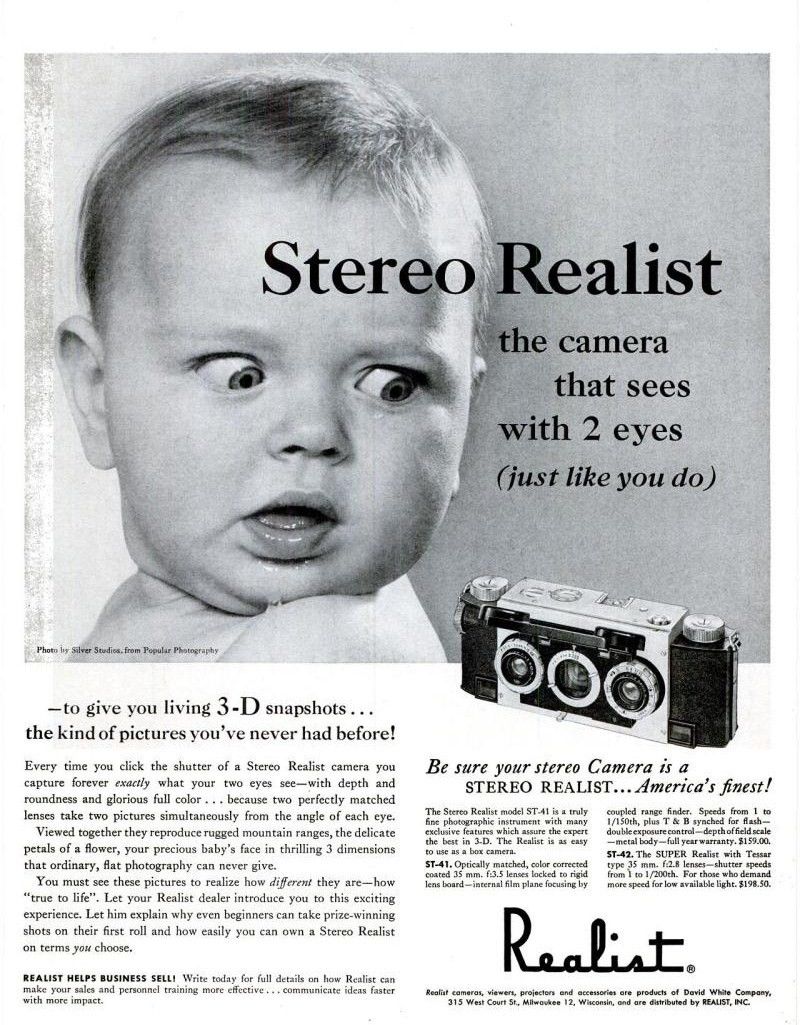 Stereo Realist
the camera
that sees
with 2 eyes
(just like you do)
Photo by Silver Studios, from Popular Photography
—to give you living 3-D snapshots...
the kind of pictures you've never had before!
Every time you click the shutter of a Stereo Realist camera you
capture forever exactly what your two eyes see—with depth and
roundness and glorious full color . . . because two perfectly matched
lenses take two pictures simultaneously from the angle of each eye.
Viewed together they reproduce rugged mountain ranges, the delicate
petals of a flower, your precious baby's face in thrilling 3 dimensions
that ordinary, flat photography can never give.
You must see these pictures to realize how different they are—how
"true to life". Let your Realist dealer introduce you to this exciting
experience. Let him explain why even beginners can take prize-winning
shots on their first roll and how easily you can own a Stereo Realist
on terms you choose.
REALIST HELPS BUSINESS SELL! Write today for full details on how Realist can
make your sales and personnel training more effective . . . communicate ideas faster
with more impact.
Be sure your stereo Camera is a
STEREO REALIST...America's finest!
The Stereo Realist model ST-41 is a truly
fine photographic instrument with many
exclusive features which assure the expert
the best in 3-D. The Realist is as easy
to use as a box camera.
ST-41. Optically matched, color corrected
coated 35 mm. f:3.5 lenses locked to rigid
lens board—internal film plane focusing by
coupled range finder. Speeds from 1 to
1/150th, plus T & B synched for flash—
double exposure control—depth of field scale
—metal body—full year warranty. $159.00.
ST-42. The SUPER Realist with Tessar
type 35 mm. f:2.8 lenses—shutter speeds
from 1 to 1/200th. For those who demand
more speed for low available light. $198.50.
Realist®
Realist cameras, viewers, projectors and accessories are products of David White Company,
315 West Court St., Milwaukee 12, Wisconsin, and are distributed by REALIST, INC.